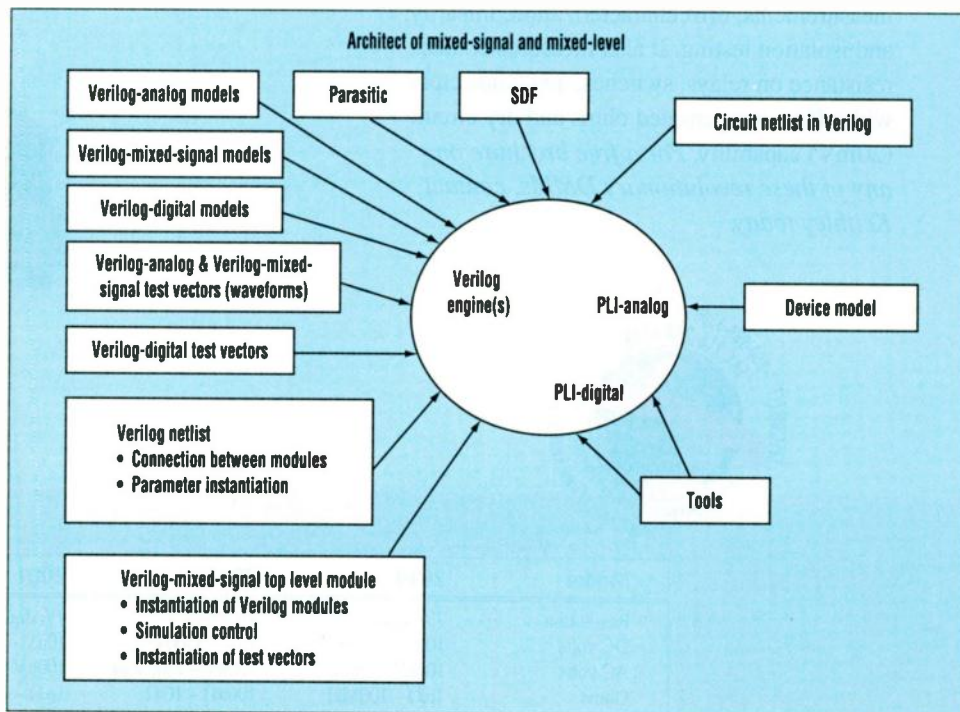 Architect of mixed-signal and mixed-level
Verilog-analog models
Parasitic
SDF
Circuit netlist in Verilog
Verilog-mixed-signal models
Verilog-digital models
Verilog-analog & Verilog-mixed-
signal test vectors (waveforms)
Verilog
engine(s)
PLI-analog
Device model
Verilog-digital test vectors
PLI-digital
Verilog netlist
• Connection between modules
• Parameter instantiation
Tools
Verilog-mixed-signal top level module
• Instantiation of Verilog modules
• Simulation control
• Instantiation of test vectors